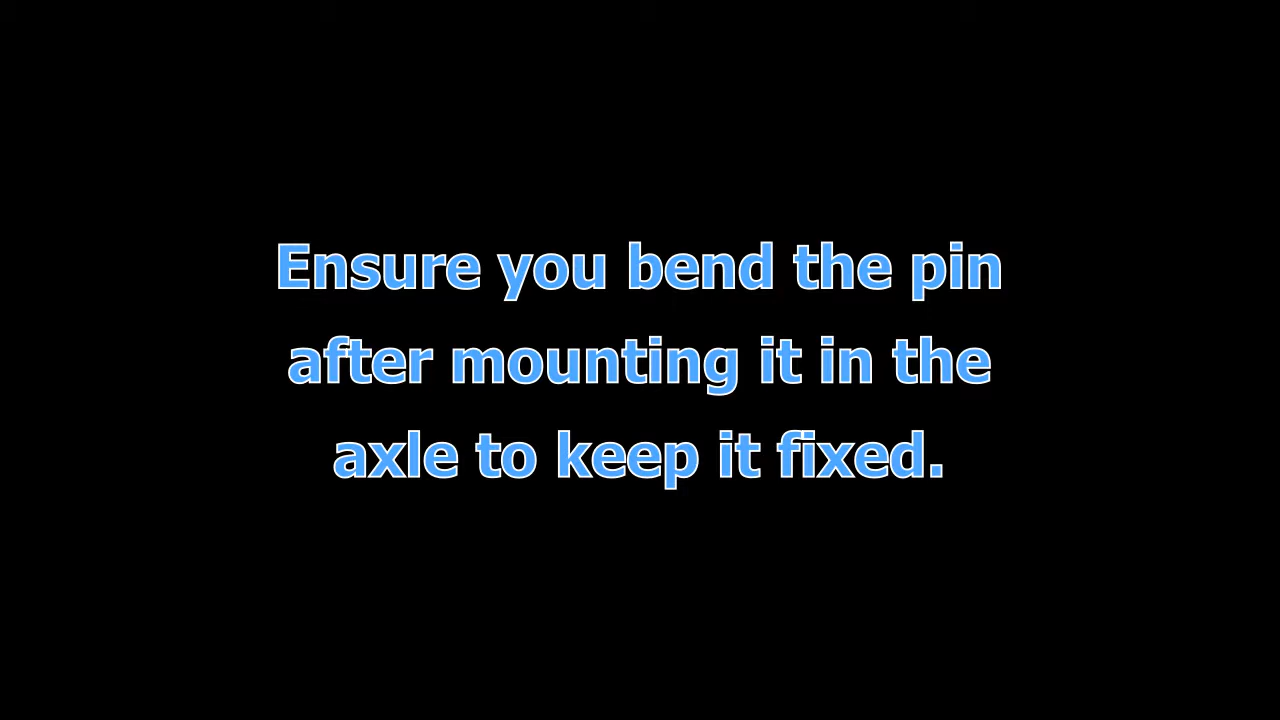 Ensure you bend the pin
after mounting it in the
axle to keep it fixed.